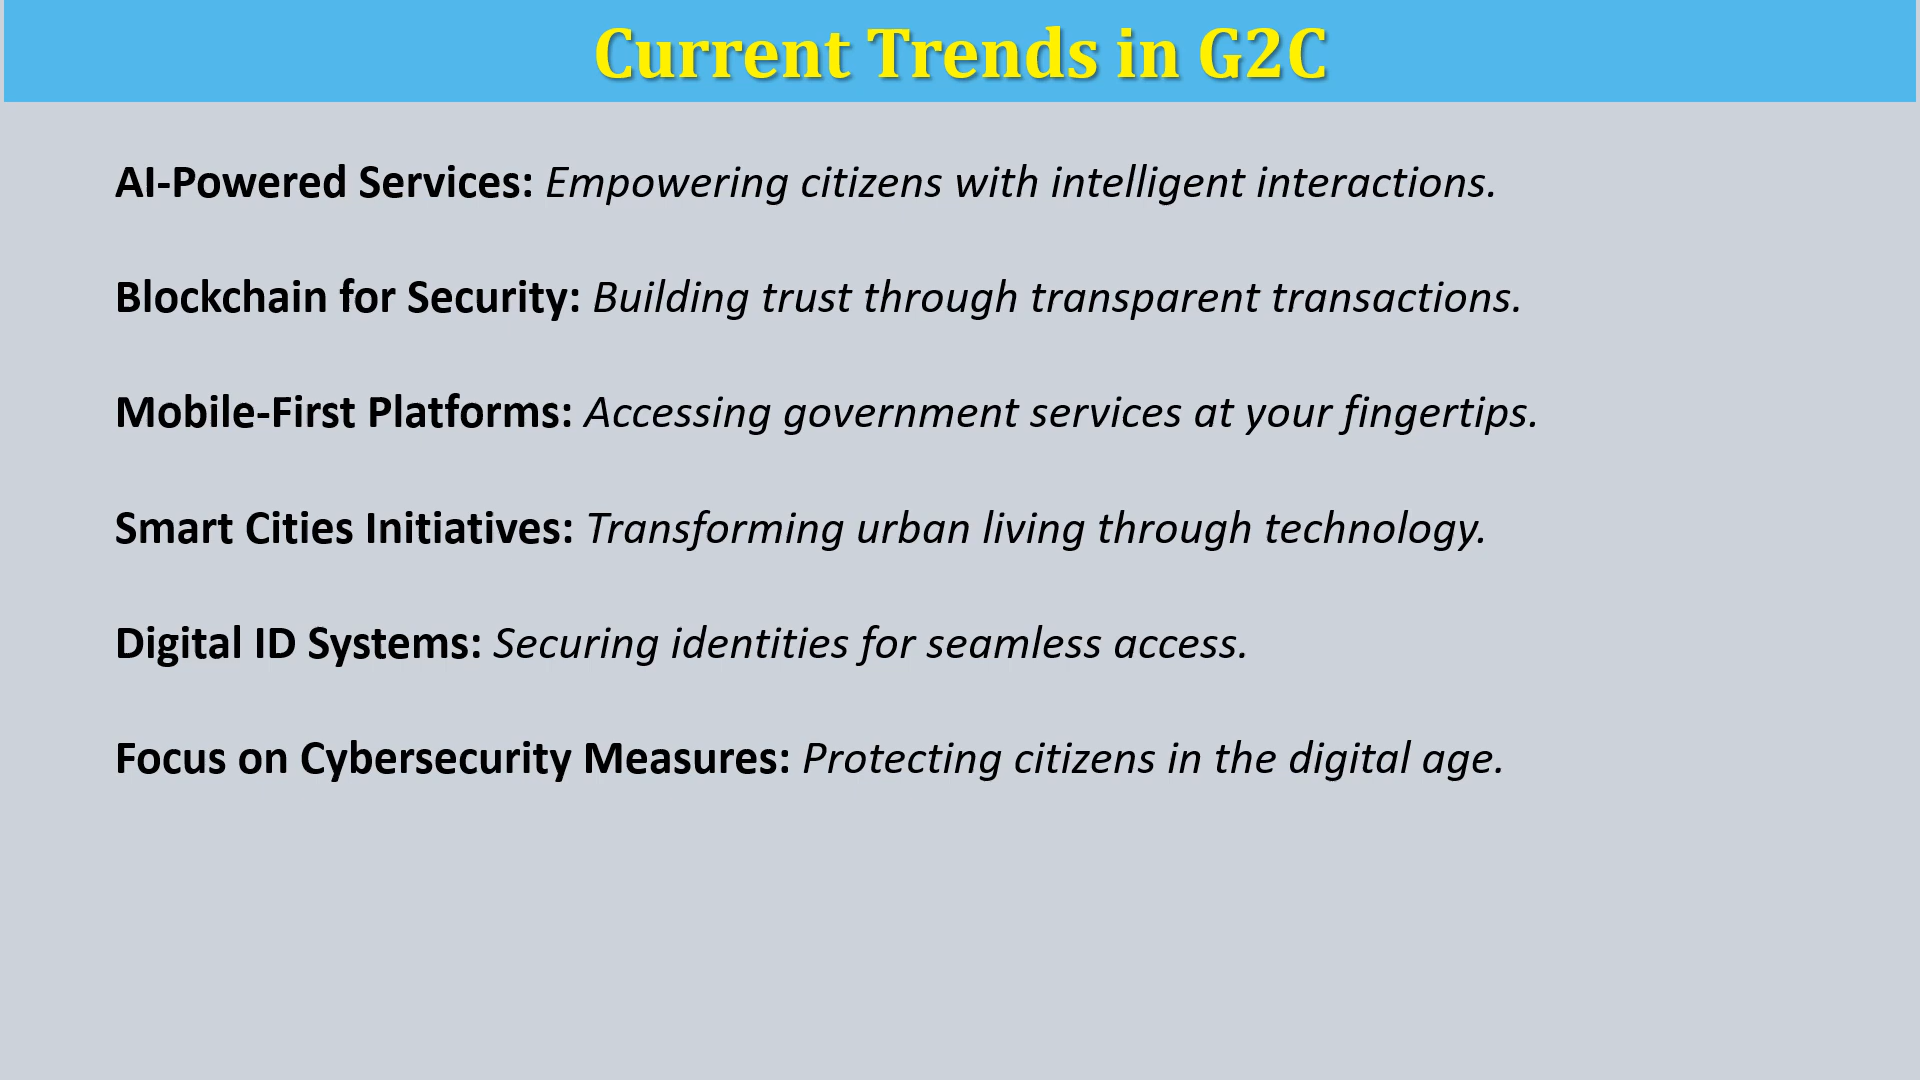 Current Trends in G2C
AI-Powered Services: Empowering citizens with intelligent interactions.
Blockchain for Security: Building trust through transparent transactions.
Mobile-First Platforms: Accessing government services at your fingertips.
Smart Cities Initiatives: Transforming urban living through technology.
Digital ID Systems: Securing identities for seamless access.
Focus on Cybersecurity Measures: Protecting citizens in the digital age.